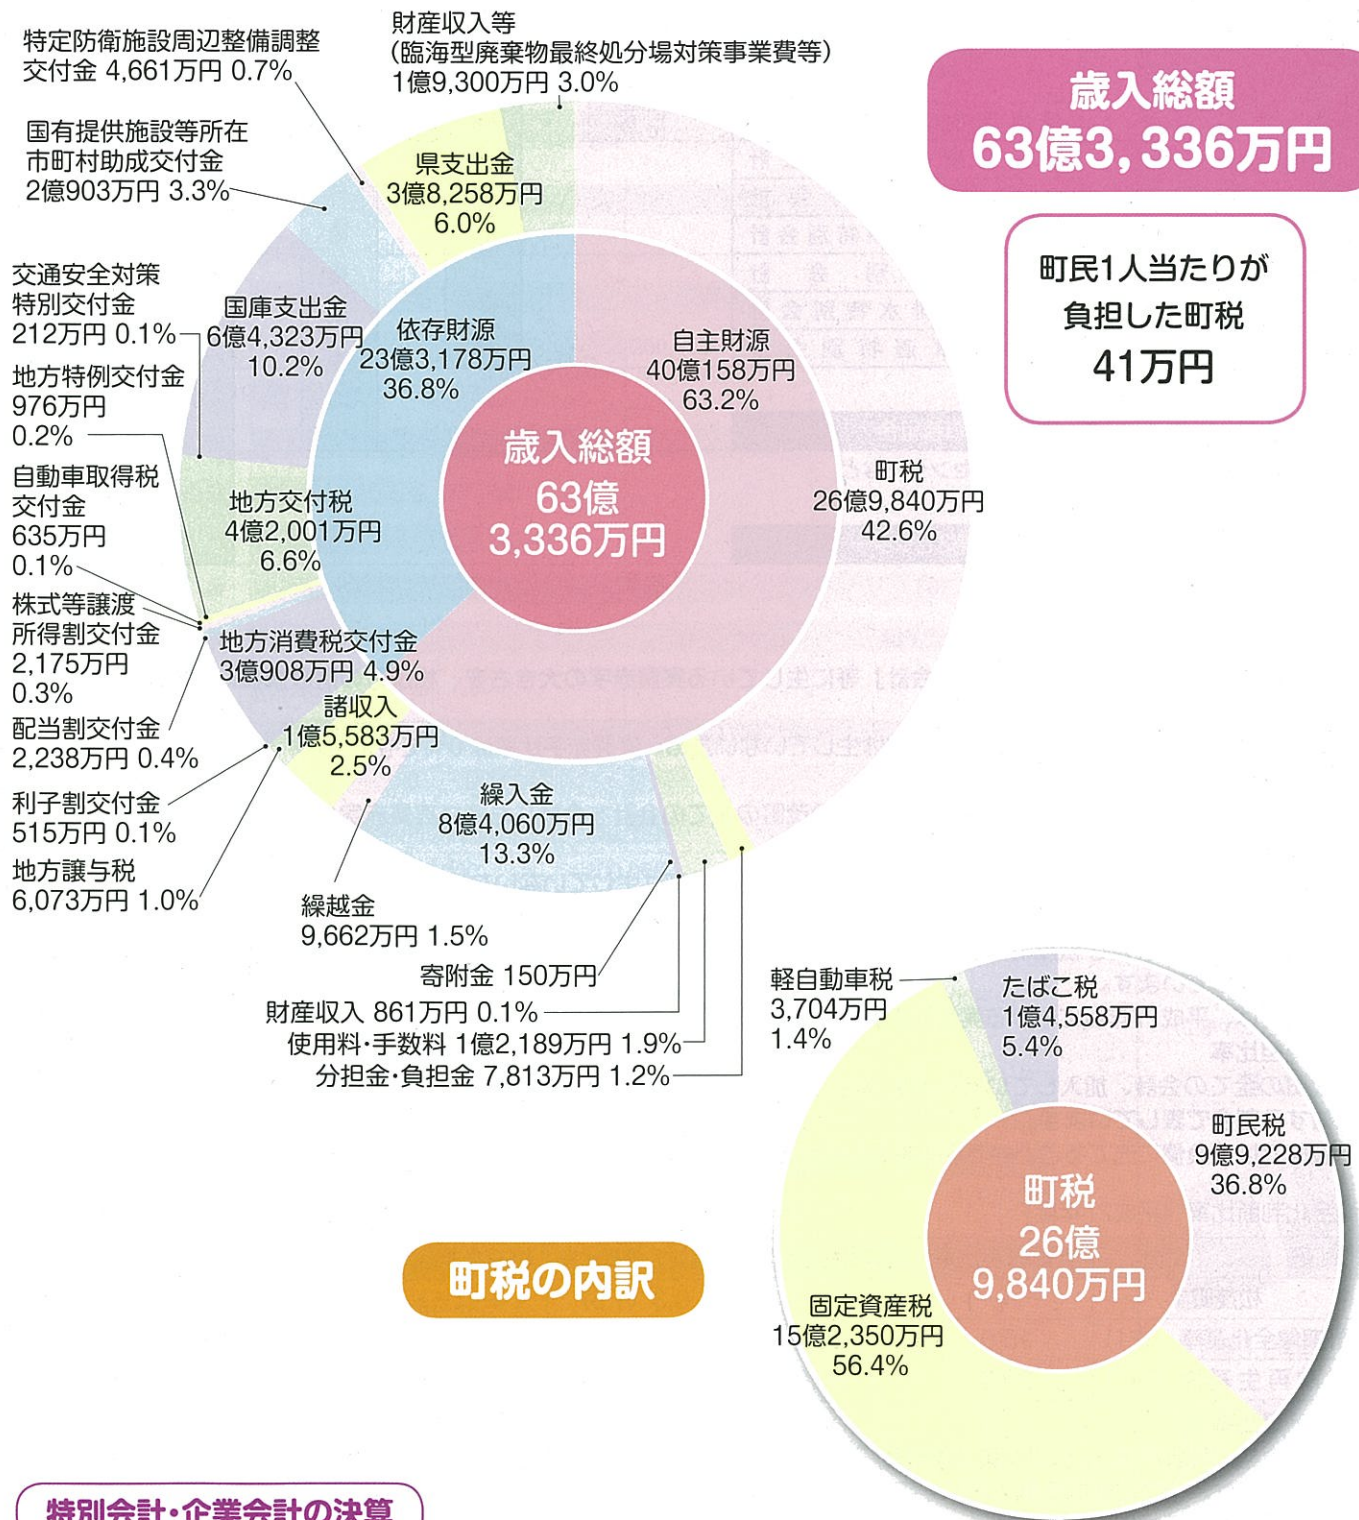 特定防衛施設周辺整備調整
交付金 4,661万円 0.7%
財産収入等
(臨海型廃棄物最終処分場対策事業費等)
1億9,300万円 3.0%
歳入総額
63億3,336万円
国有提供施設等所在
市町村助成交付金
2億903万円 3.3%
県支出金
3億8,258万円
6.0%
町民1人当たりが
負担した町税
41万円
交通安全対策
特別交付金
212万円 0.1%
国庫支出金
6億4,323万円
10.2%
依存財源
23億3,178万円
36.8%
自主財源
40億158万円
63.2%
地方特例交付金
976万円
0.2%
歳入総額
63億
3,336万円
町税
26億9,840万円
42.6%
自動車取得税
交付金
635万円
0.1%
地方交付税
4億2,001万円
6.6%
株式等譲渡
所得割交付金
2,175万円
0.3%
地方消費税交付金
3億908万円 4.9%
配当割交付金
2,238万円 0.4%
諸収入
1億5,583万円
2.5%
利子割交付金
515万円 0.1%
繰入金
8億4,060万円
13.3%
地方譲与税
6,073万円 1.0%
繰越金
9,662万円 1.5%
寄附金 150万円
財産収入 861万円 0.1%
使用料・手数料 1億2,189万円 1.9%
分担金・負担金 7,813万円 1.2%
軽自動車税
3,704万円
1.4%
たばこ税
1億4,558万円
5.4%
町民税
9億9,228万円
36.8%
町税
26億
9,840万円
町税の内訳
固定資産税
15億2,350万円
56.4%
特別会計・企業会計の決算